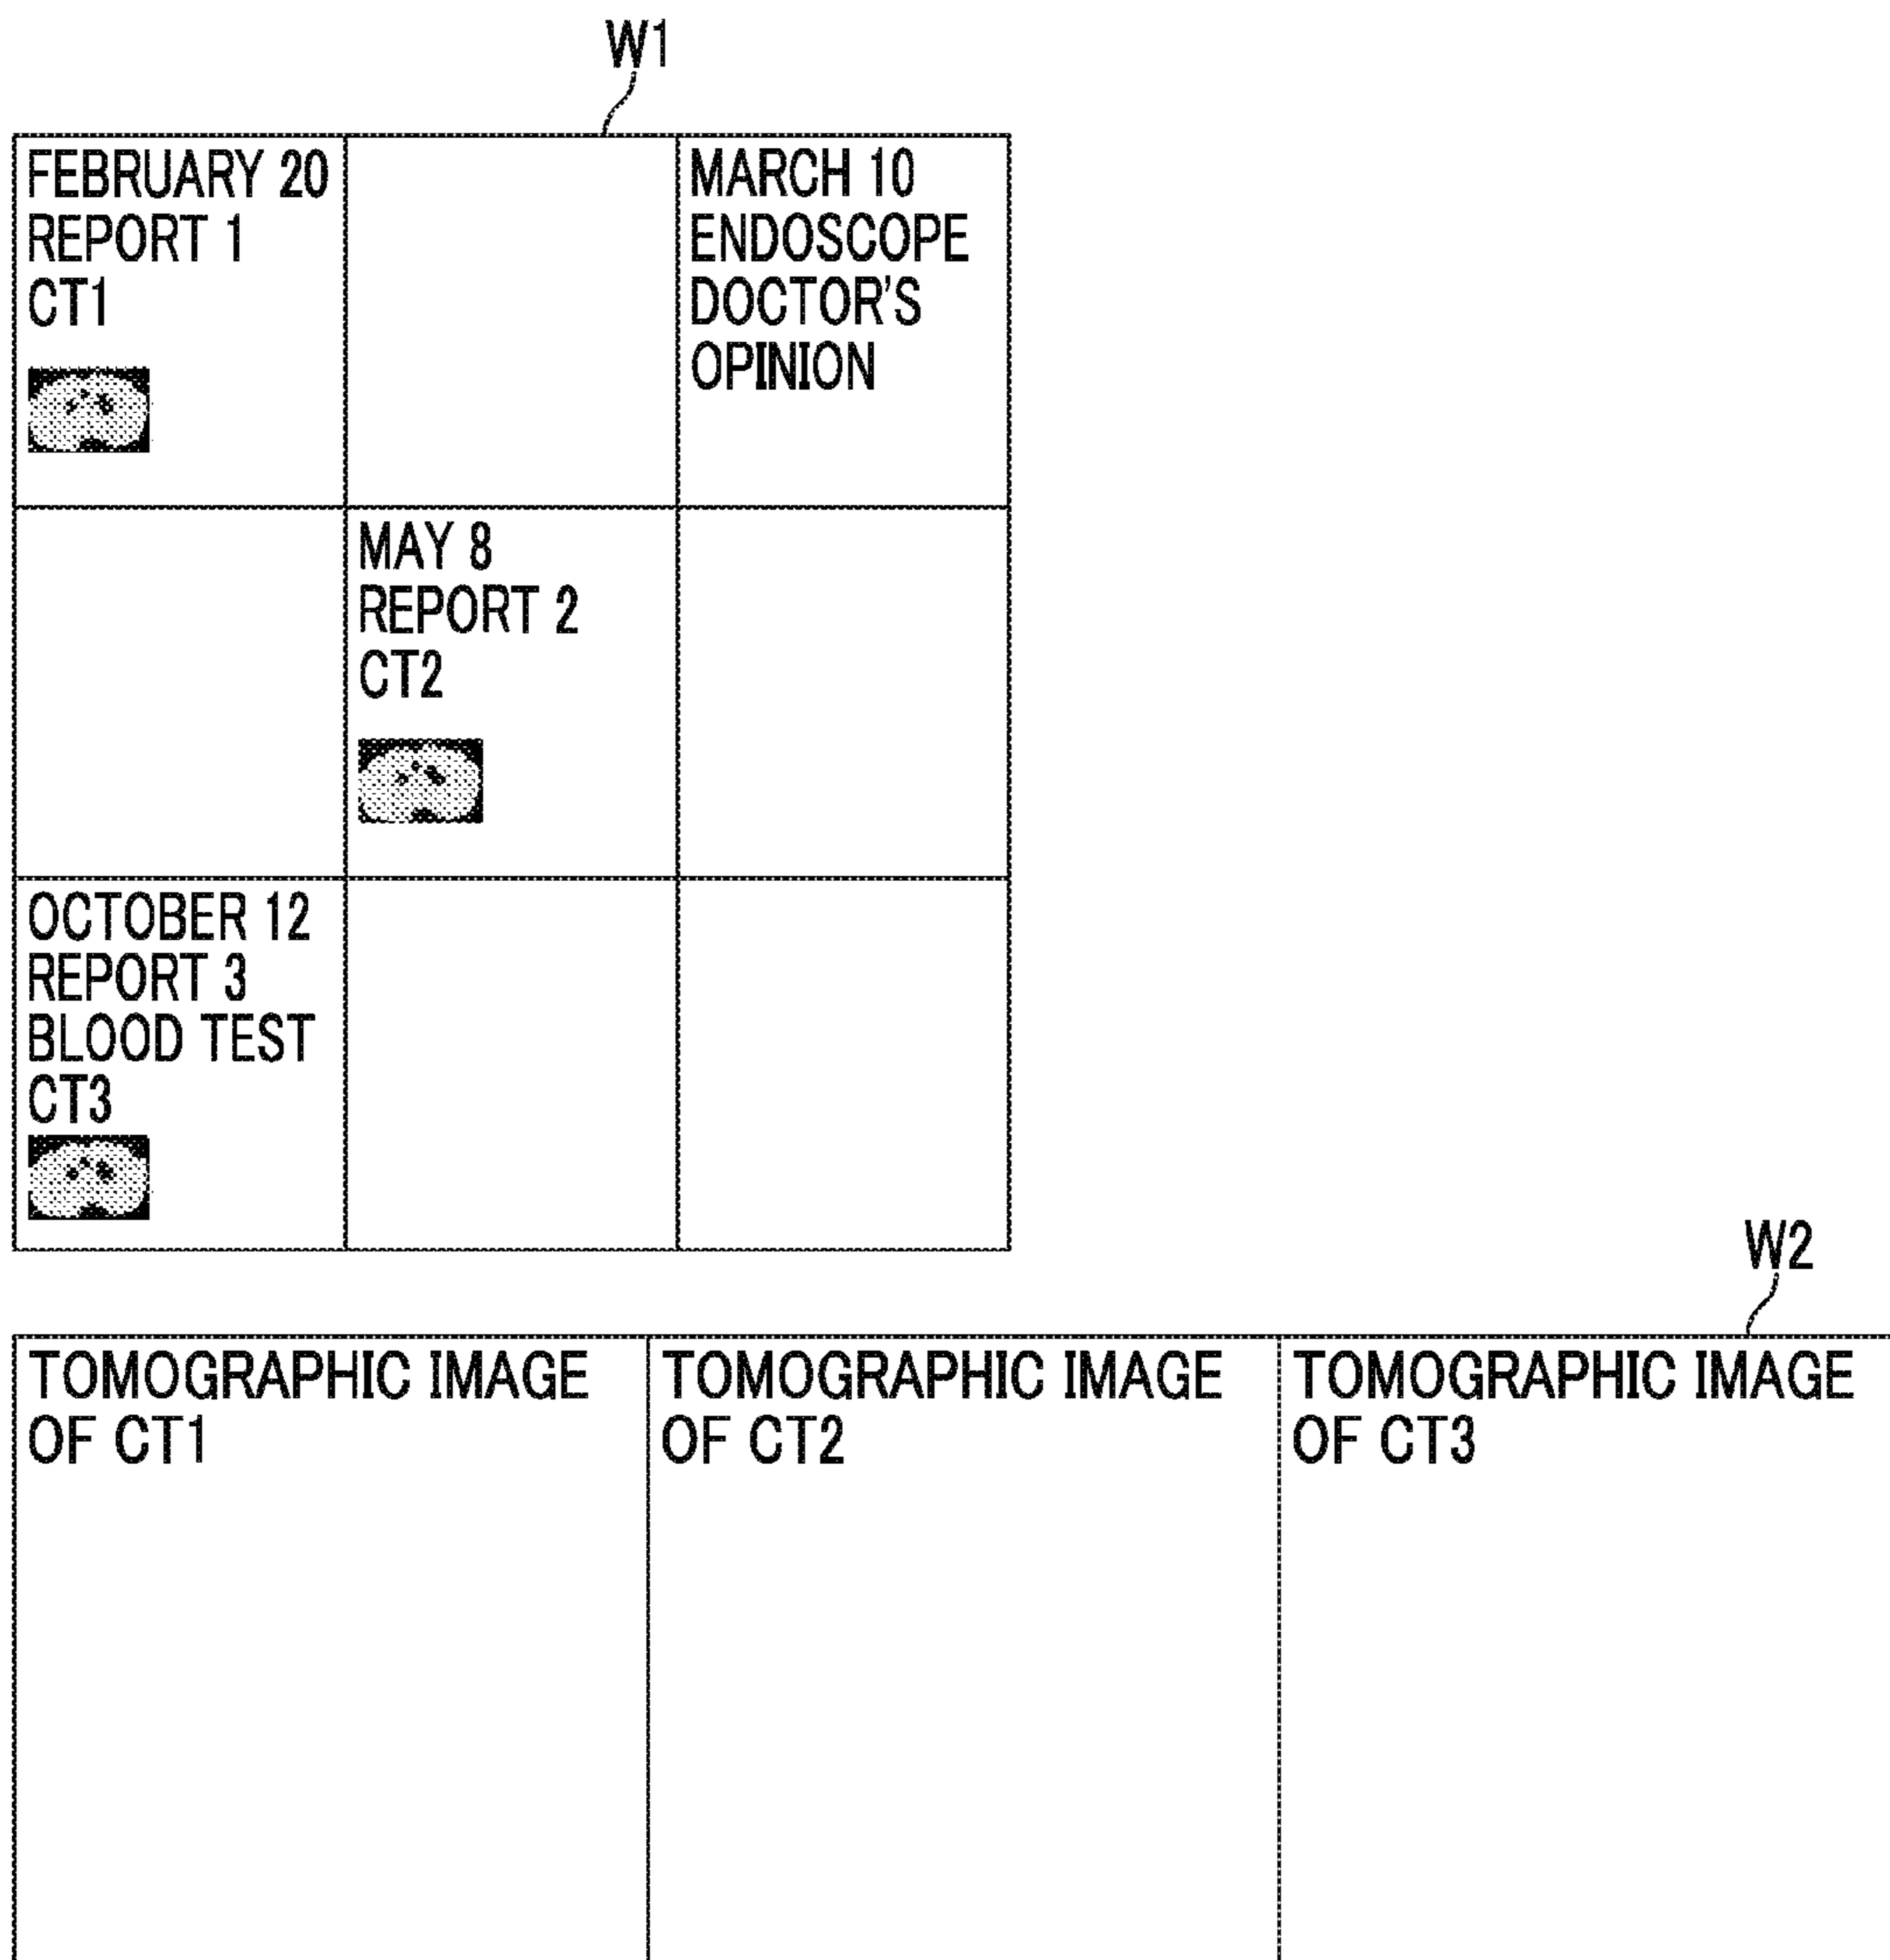 W1
FEBRUARY 20
REPORT 1
CT1
MARCH 10
ENDOSCOPE
DOCTOR'S
OPINION
MAY 8
REPORT 2
CT2
OCTOBER 12
REPORT 3
BLOOD TEST
CT3
W2
TOMOGRAPHIC IMAGE
OF CT1
TOMOGRAPHIC IMAGE
OF CT2
TOMOGRAPHIC IMAGE
OF CT3